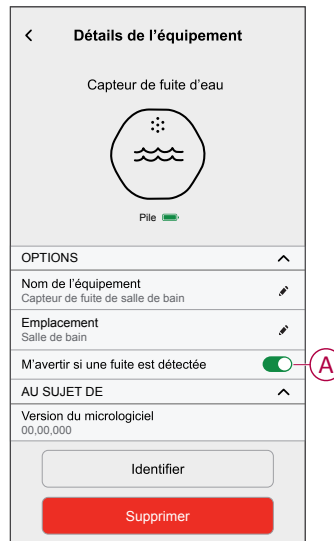 Détails de l'équipement
Capteur de fuite d'eau
Pile
OPTIONS
Nom de l'équipement
Capteur de fuite de salle de bain
Emplacement
Salle de bain
M'avertir si une fuite est détectée
A
AU SUJET DE
Version du micrologiciel
00,00,000
Identifier
Supprimer